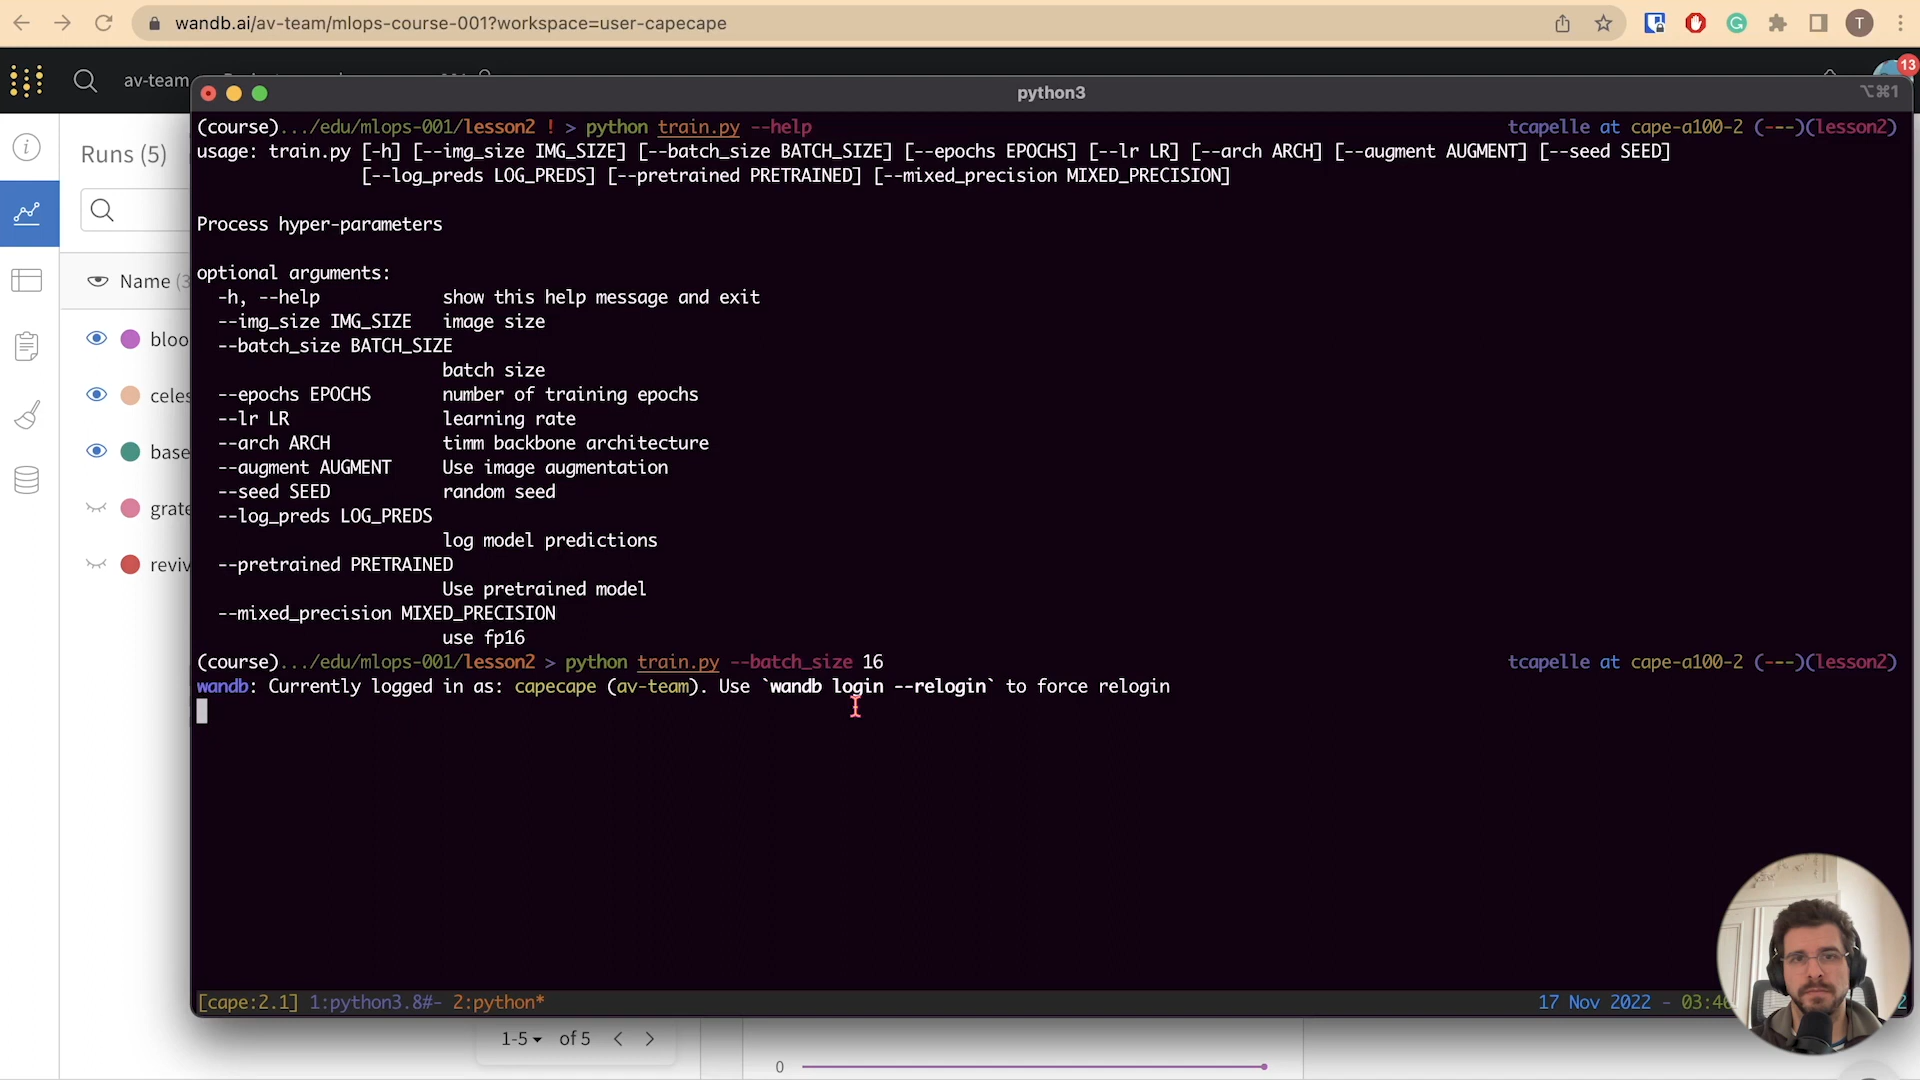 wandb.ai/av-team/mlops-course-001?workspace=user-capecape
T
av-team
13
python3
⌥⌘1
Runs (5)
Name (3
bloo
celes
base
grate
reviv
(course).../edu/mlops-001/lesson2 ! > python train.py --help
tcapelle at cape-a100-2 (---)(lesson2)
usage: train.py [-h] [--img_size IMG_SIZE] [--batch_size BATCH_SIZE] [--epochs EPOCHS] [--lr LR] [--arch ARCH] [--augment AUGMENT] [--seed SEED]
[--log_preds LOG_PREDS] [--pretrained PRETRAINED] [--mixed_precision MIXED_PRECISION]
Process hyper-parameters
optional arguments:
-h, --help show this help message and exit
--img_size IMG_SIZE image size
--batch_size BATCH_SIZE
batch size
--epochs EPOCHS number of training epochs
--lr LR learning rate
--arch ARCH timm backbone architecture
--augment AUGMENT Use image augmentation
--seed SEED random seed
--log_preds LOG_PREDS
log model predictions
--pretrained PRETRAINED
Use pretrained model
--mixed_precision MIXED_PRECISION
use fp16
(course).../edu/mlops-001/lesson2 > python train.py --batch_size 16
tcapelle at cape-a100-2 (---)(lesson2)
wandb: Currently logged in as: capecape (av-team). Use `wandb login --relogin` to force relogin
[cape:2.1] 1:python3.8#- 2:python*
17 Nov 2022 - 03:46
1-5 of 5
0